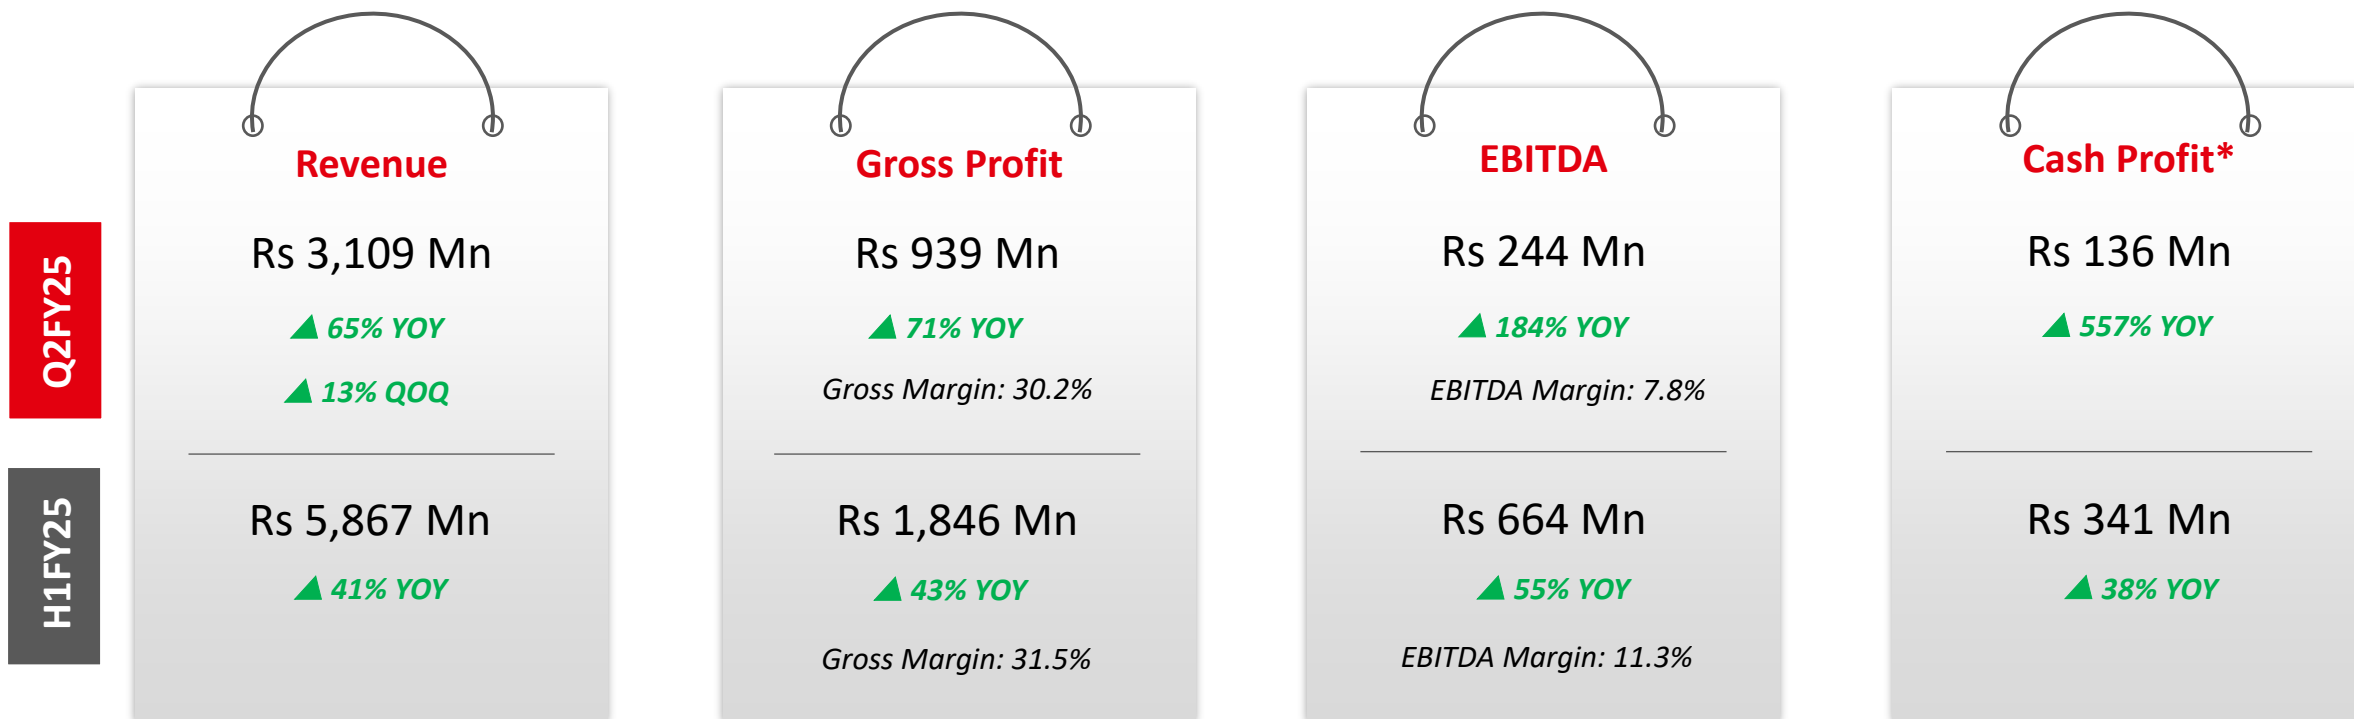 Revenue
Gross Profit
EBITDA
Cash Profit*
Q2FY25
Rs 3,109 Mn
65% YOY
13% QOQ
Rs 939 Mn
71% YOY
Gross Margin: 30.2%
Rs 244 Mn
184% YOY
EBITDA Margin: 7.8%
Rs 136 Mn
557% YOY
H1FY25
Rs 5,867 Mn
41% YOY
Rs 1,846 Mn
43% YOY
Gross Margin: 31.5%
Rs 664 Mn
55% YOY
EBITDA Margin: 11.3%
Rs 341 Mn
38% YOY